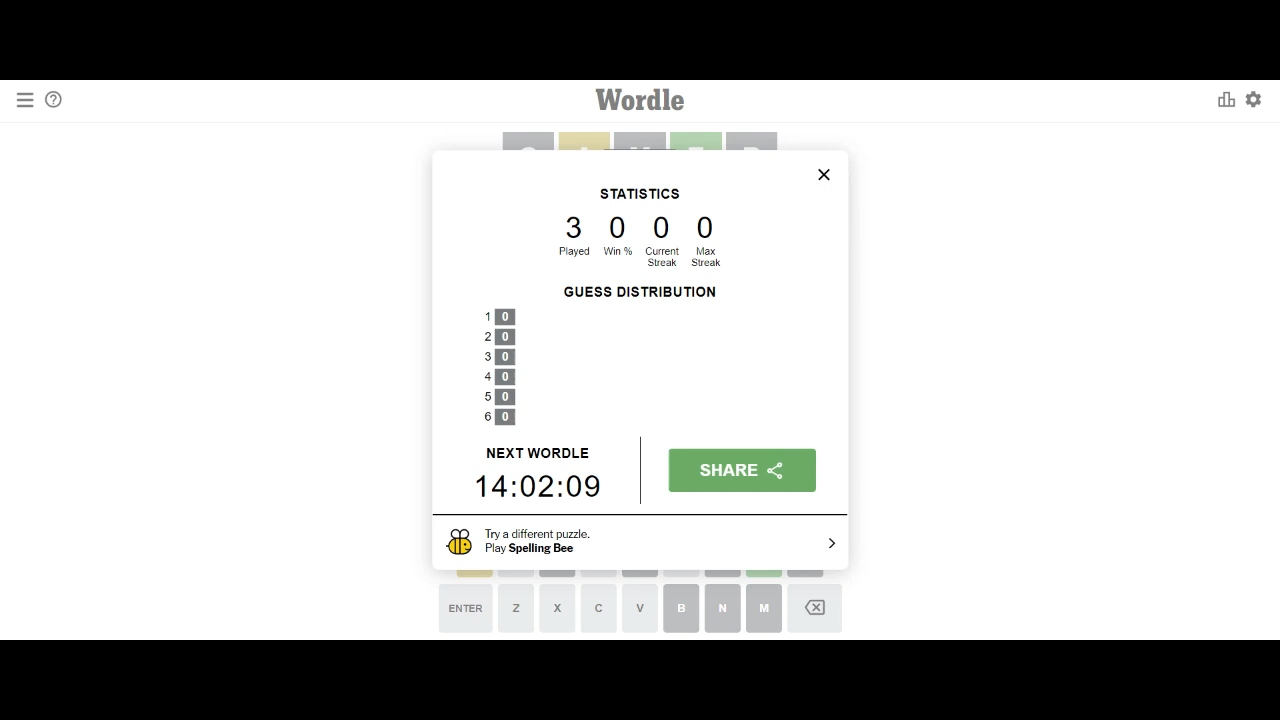 Wordle
STATISTICS
3 0 0 0
Played Win % Current Streak Max Streak
GUESS DISTRIBUTION
1 0
2 0
3 0
4 0
5 0
6 0
NEXT WORDLE
14:02:09
SHARE
Try a different puzzle.
Play Spelling Bee
ENTER Z X C V B N M